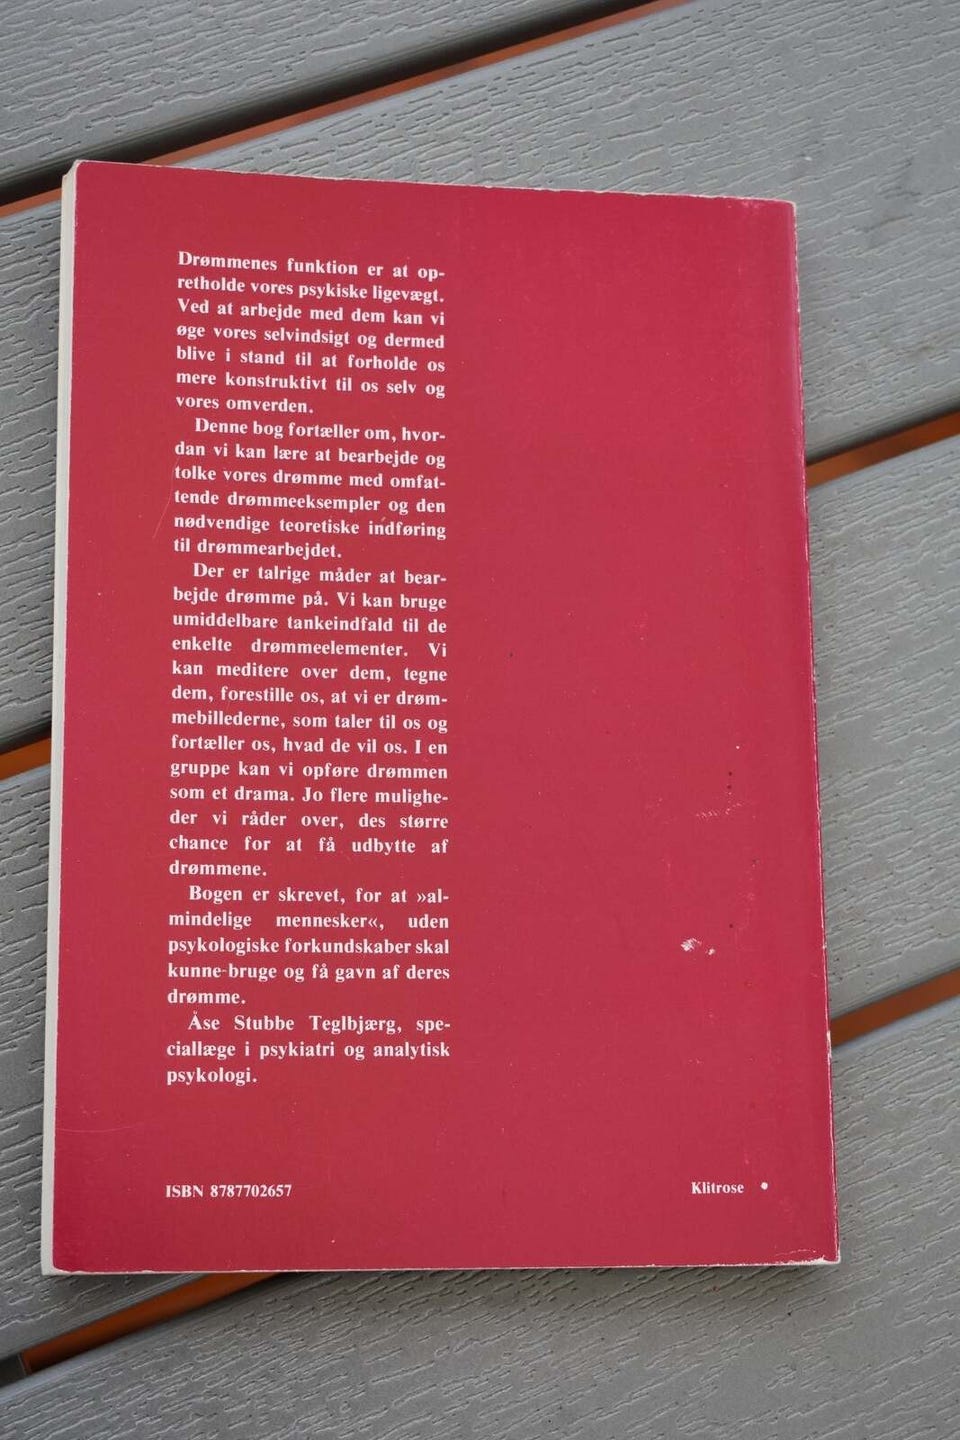 Drømmenes funktion er at op-
retholde vores psykiske ligevægt.
Ved at arbejde med dem kan vi
øge vores selvindsigt og dermed
blive i stand til at forholde os
mere konstruktivt til os selv og
vores omverden.
Denne bog fortæller om, hvor-
dan vi kan lære at bearbejde og
tolke vores drømme med omfat-
tende drømmeeksempler og den
nødvendige teoretiske indføring
til drømmearbejdet.
Der er talrige måder at bear-
bejde drømme på. Vi kan bruge
umiddelbare tankeindfald til de
enkelte drømmeelementer. Vi
kan meditere over dem, tegne
dem, forestille os, at vi er drøm-
mebillederne, som taler til os og
fortæller os, hvad de vil os. I en
gruppe kan vi opføre drømmen
som et drama. Jo flere mulighe-
der vi råder over, des større
chance for at få udbytte af
drømmene.
Bogen er skrevet, for at »al-
mindelige mennesker«, uden
psykologiske forkundskaber skal
kunne-bruge og få gavn af deres
drømme.
Åse Stubbe Teglbjærg, spe-
ciallæge i psykiatri og analytisk
psykologi.
ISBN 8787702657
Klitrose